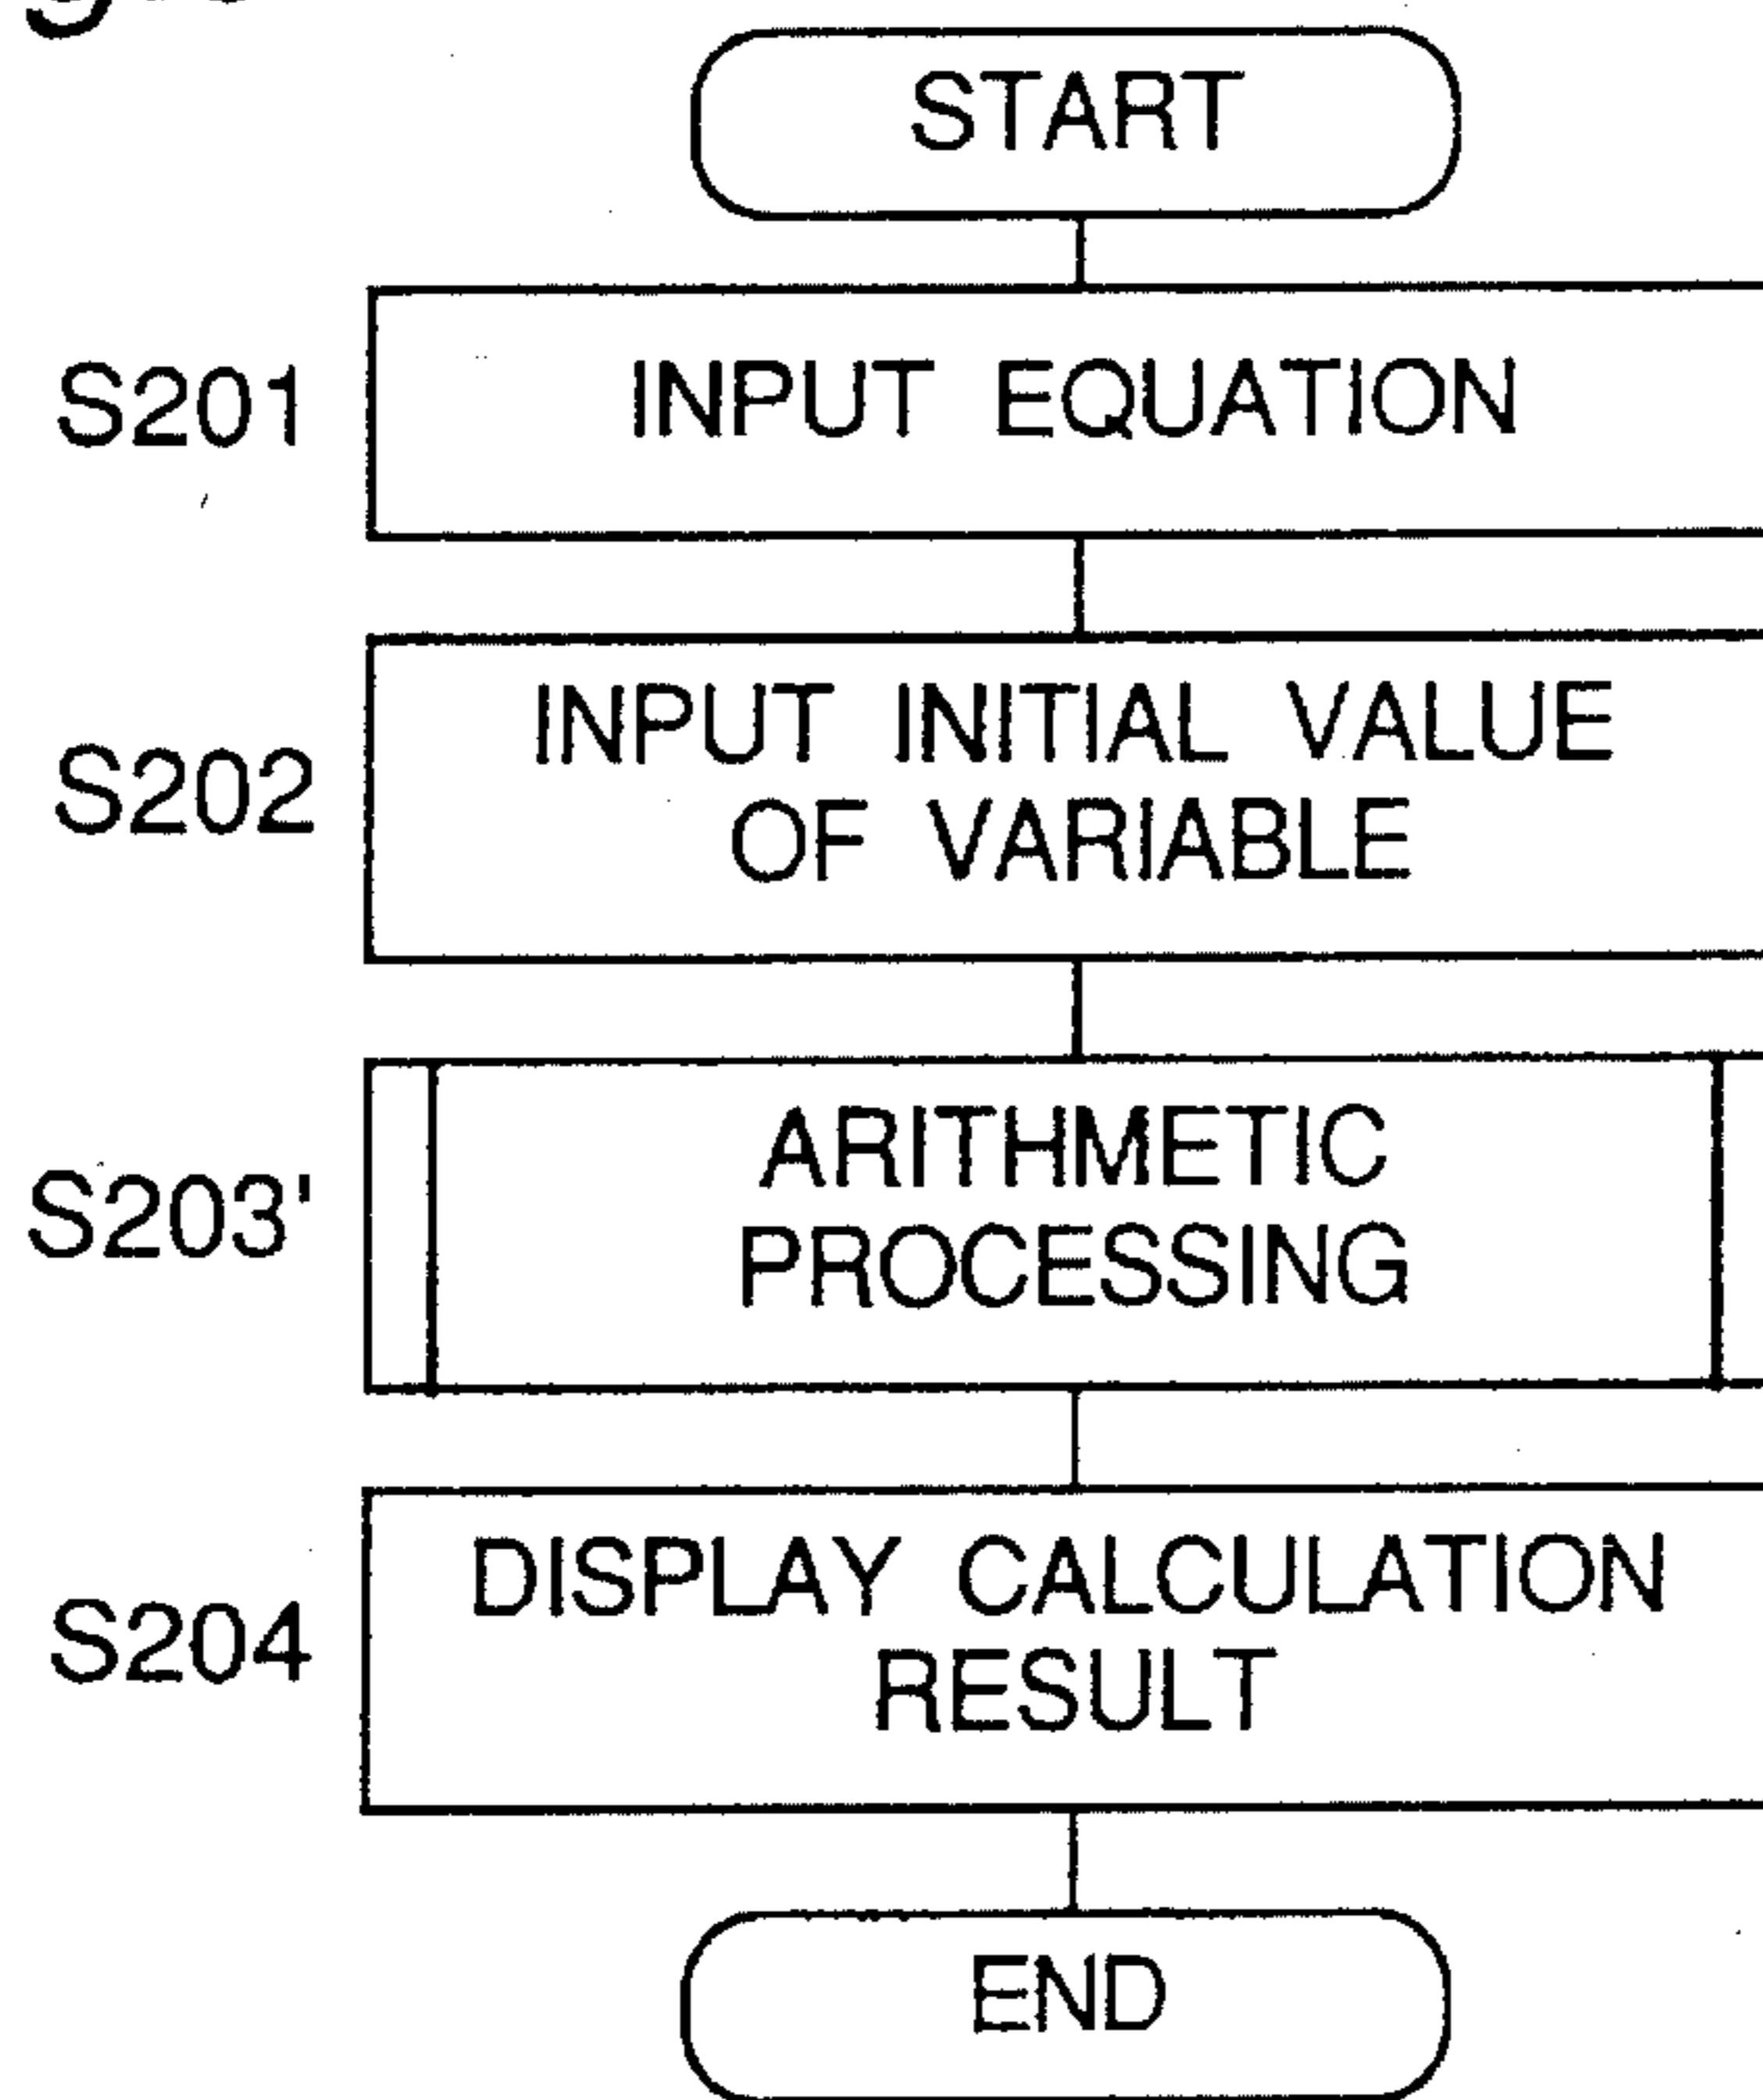 START
S201
INPUT EQUATION
S202
INPUT INITIAL VALUE
OF VARIABLE
S203'
ARITHMETIC
PROCESSING
S204
DISPLAY CALCULATION
RESULT
END